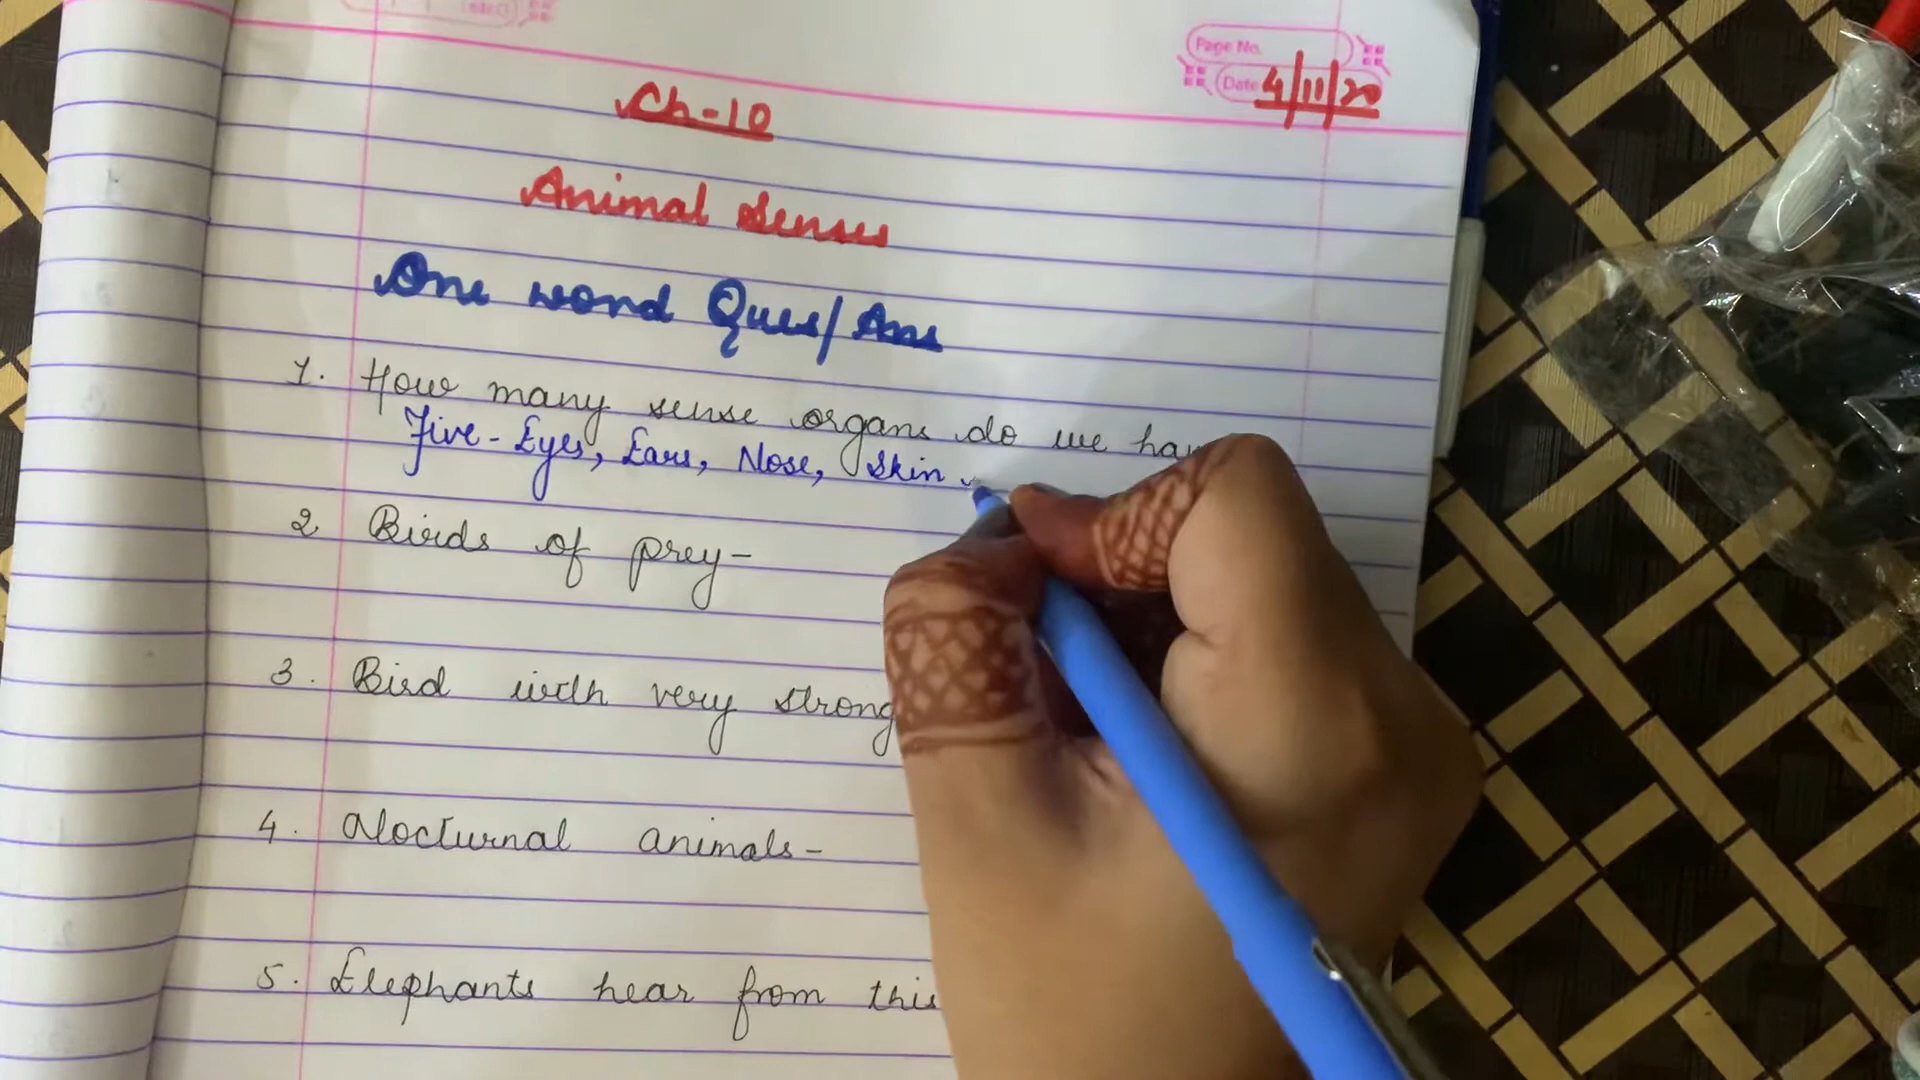 Page No.
Date 4/11/20
Ch-10
Animal Senses
One word Ques/Ans
1. How many sense organs do we hav
Five - Eyes, Ears, Nose, Skin
2 Birds of prey-
3. Bird with very strong
4. Nocturnal animals-
5. Elephants hear from this